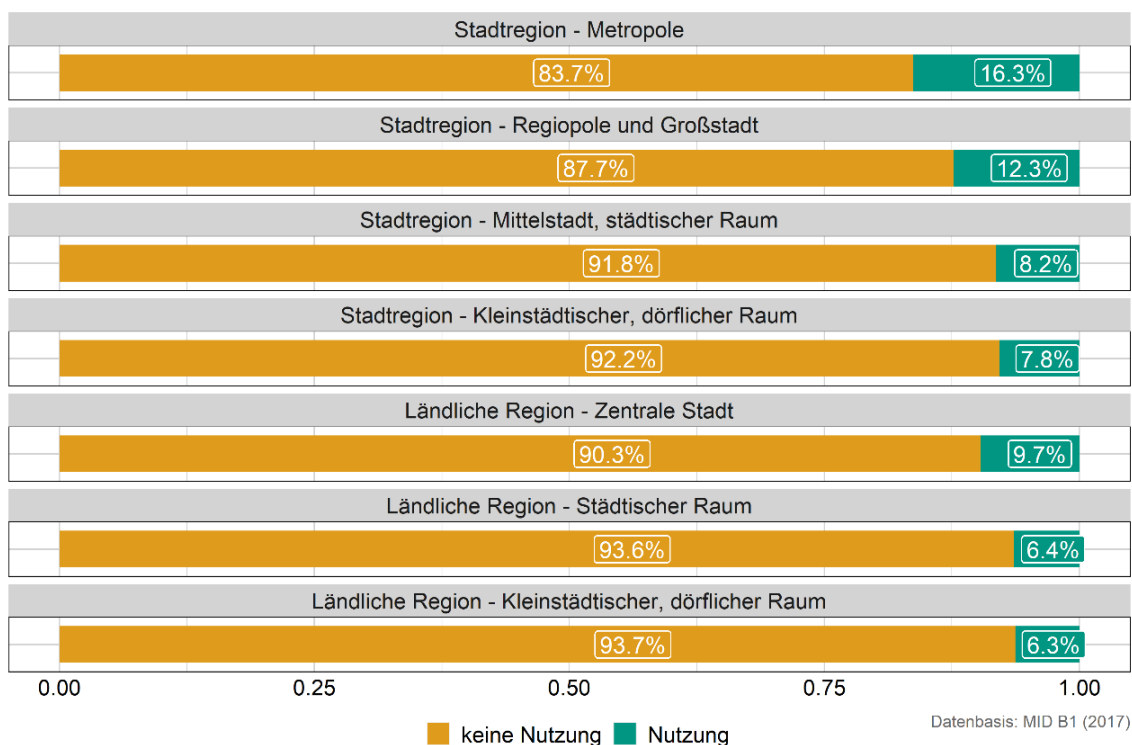 Stadtregion - Metropole
83.7% 16.3%
Stadtregion - Regiopole und Großstadt
87.7% 12.3%
Stadtregion - Mittelstadt, städtischer Raum
91.8% 8.2%
Stadtregion - Kleinstädtischer, dörflicher Raum
92.2% 7.8%
Ländliche Region - Zentrale Stadt
90.3% 9.7%
Ländliche Region - Städtischer Raum
93.6% 6.4%
Ländliche Region - Kleinstädtischer, dörflicher Raum
93.7% 6.3%
0.00 0.25 0.50 0.75 1.00
keine Nutzung Nutzung
Datenbasis: MID B1 (2017)